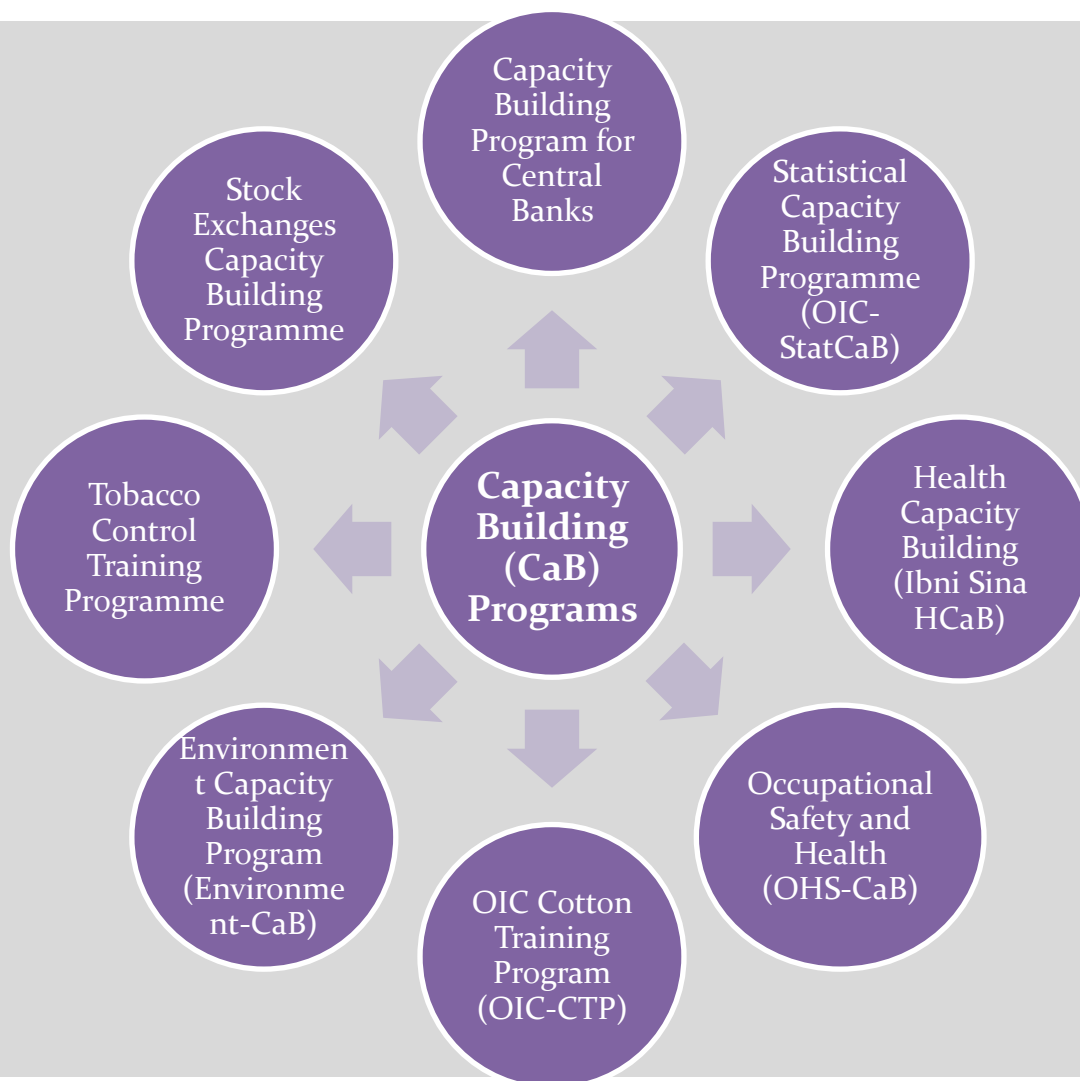 Capacity
Building
Program for
Central
Banks
Statistical
Capacity
Building
Programme
(OIC-
StatCaB)
Health
Capacity
Building
(Ibni Sina
HCaB)
Occupational
Safety and
Health
(OHS-CaB)
OIC Cotton
Training
Program
(OIC-CTP)
Environmen
t Capacity
Building
Program
(Environme
nt-CaB)
Tobacco
Control
Training
Programme
Stock
Exchanges
Capacity
Building
Programme
Capacity
Building
(CaB)
Programs